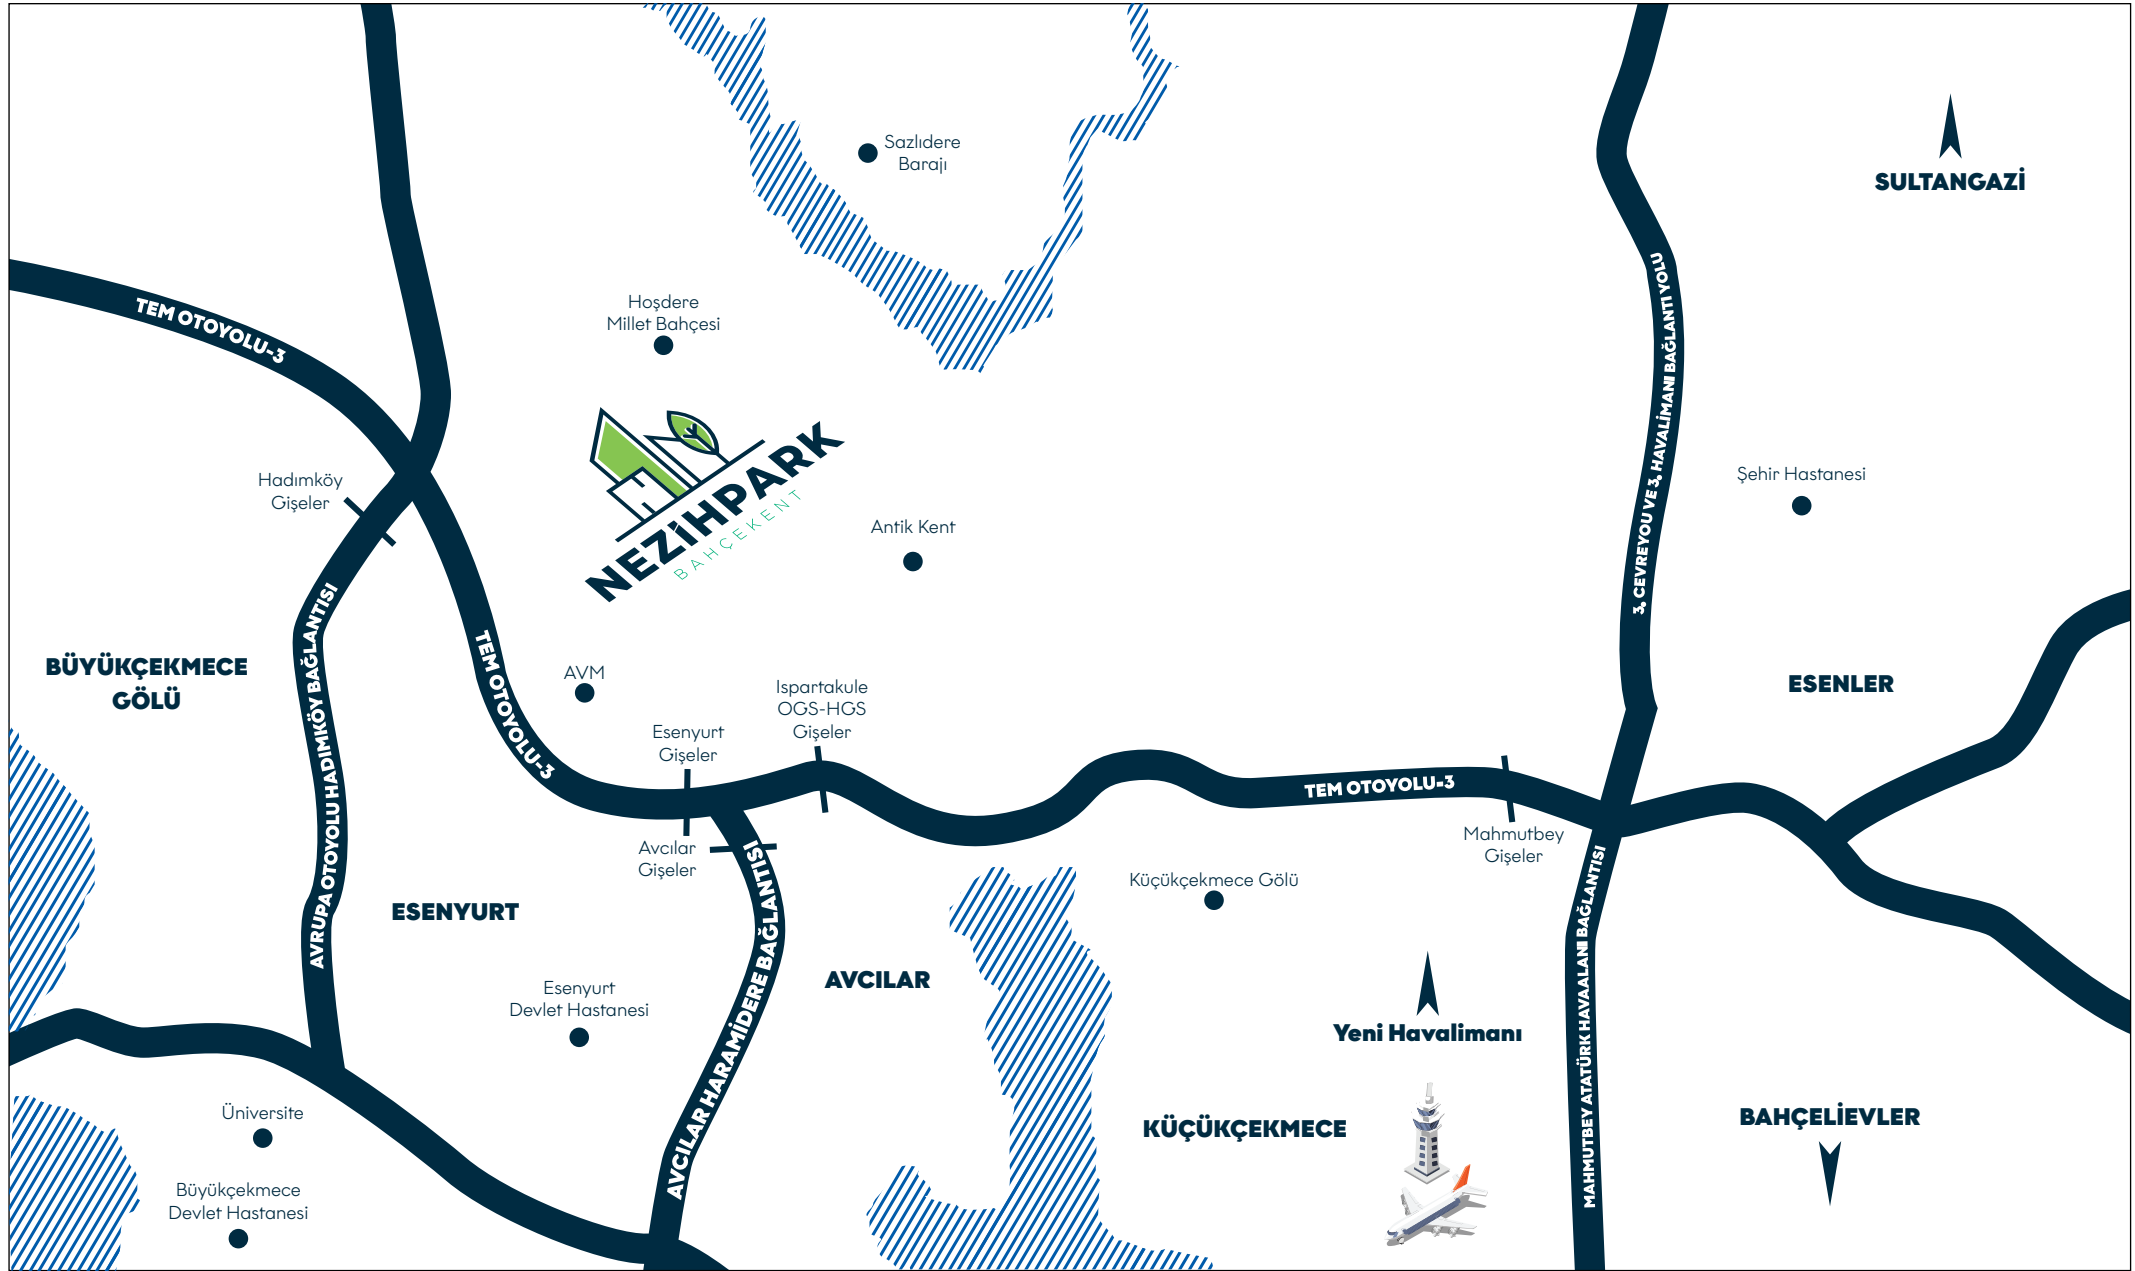 Sazlıdere
Barajı
SULTANGAZİ
TEM OTOYOLU-3
Hoşdere
Millet Bahçesi
3. CEVREYOU VE 3. HAVALİMANI BAĞLANTI YOLU
NEZİHPARK
BAHÇEKENT
Hadımköy
Gişeler
Şehir Hastanesi
Antik Kent
AVRUPA OTOYOLU HADIMKÖY BAĞLANTISI
BÜYÜKÇEKMECE
GÖLÜ
TEM OTOYOLU-3
AVM
Ispartakule
OGS-HGS
Gişeler
ESENLER
Esenyurt
Gişeler
TEM OTOYOLU-3
Avcılar
Gişeler
Mahmutbey
Gişeler
Küçükçekmece Gölü
ESENYURT
AVCILAR HARAMİDERE BAĞLANTISI
AVCILAR
MAHMUTBEY ATATÜRK HAVAALANI BAĞLANTISI
Esenyurt
Devlet Hastanesi
Yeni Havalimanı
Üniversite
KÜÇÜKÇEKMECE
BAHÇELİEVLER
Büyükçekmece
Devlet Hastanesi